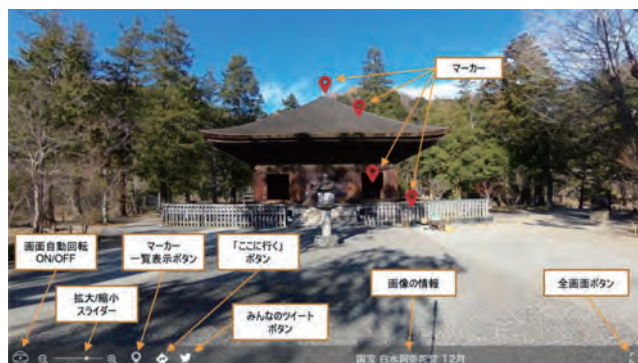 マーカー
画面自動回転
ON/OFF
マーカー
一覧表示ボタン
「ここに行く」
ボタン
画像の情報
全画面ボタン
拡大/縮小
スライダー
みんなのツイート
ボタン
国宝 白水阿弥陀堂 12月